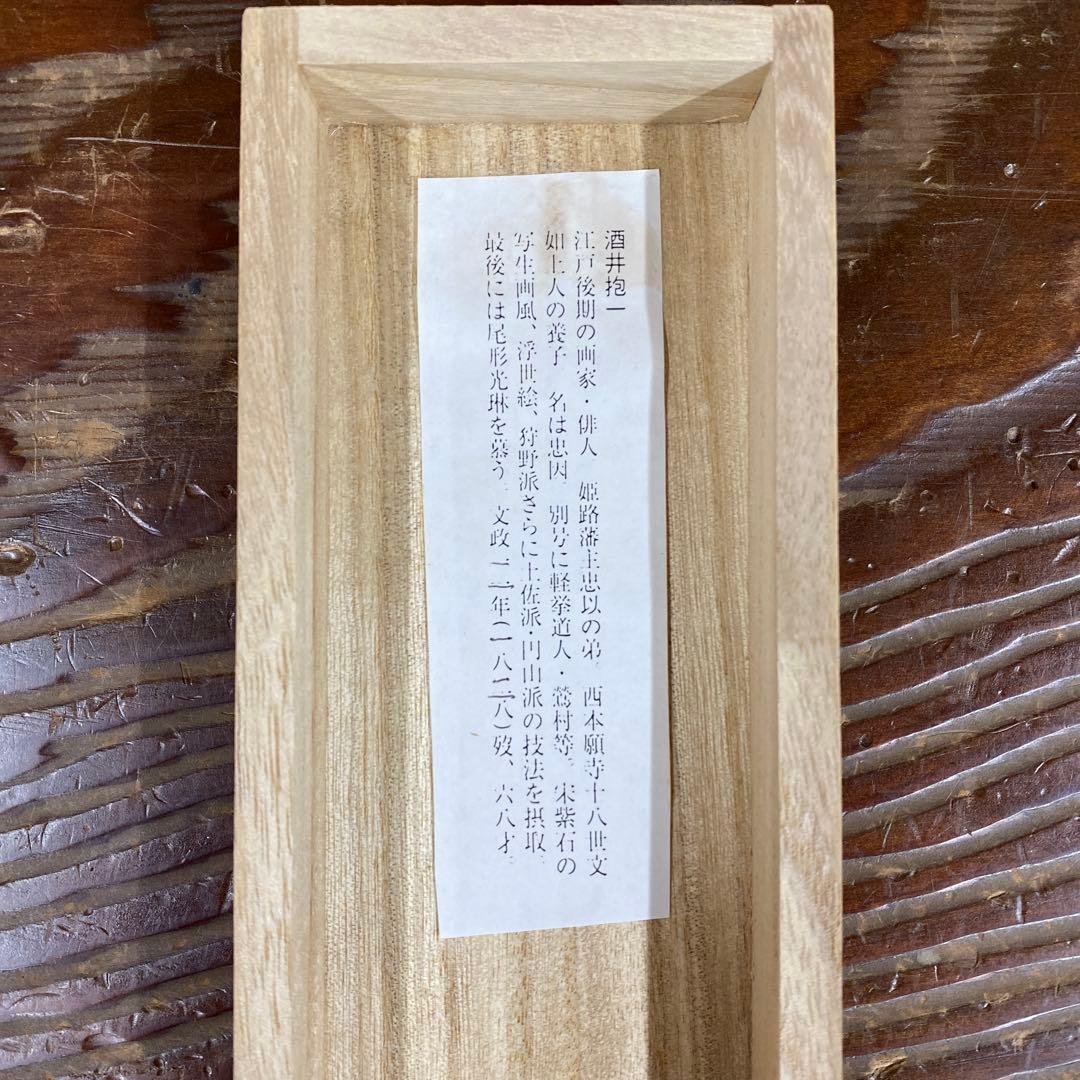 酒井抱一
江戸後期の画家・俳人　姫路藩主忠以の弟。　西本願寺十八世文
如上人の養子　名は忠因。別号に軽挙道人・鶯村等。宋紫石の
写生画風、浮世絵、狩野派さらに土佐派・円山派の技法を摂取。
最後には尾形光琳を慕う。文政一一年(一八二八)歿、六八才。